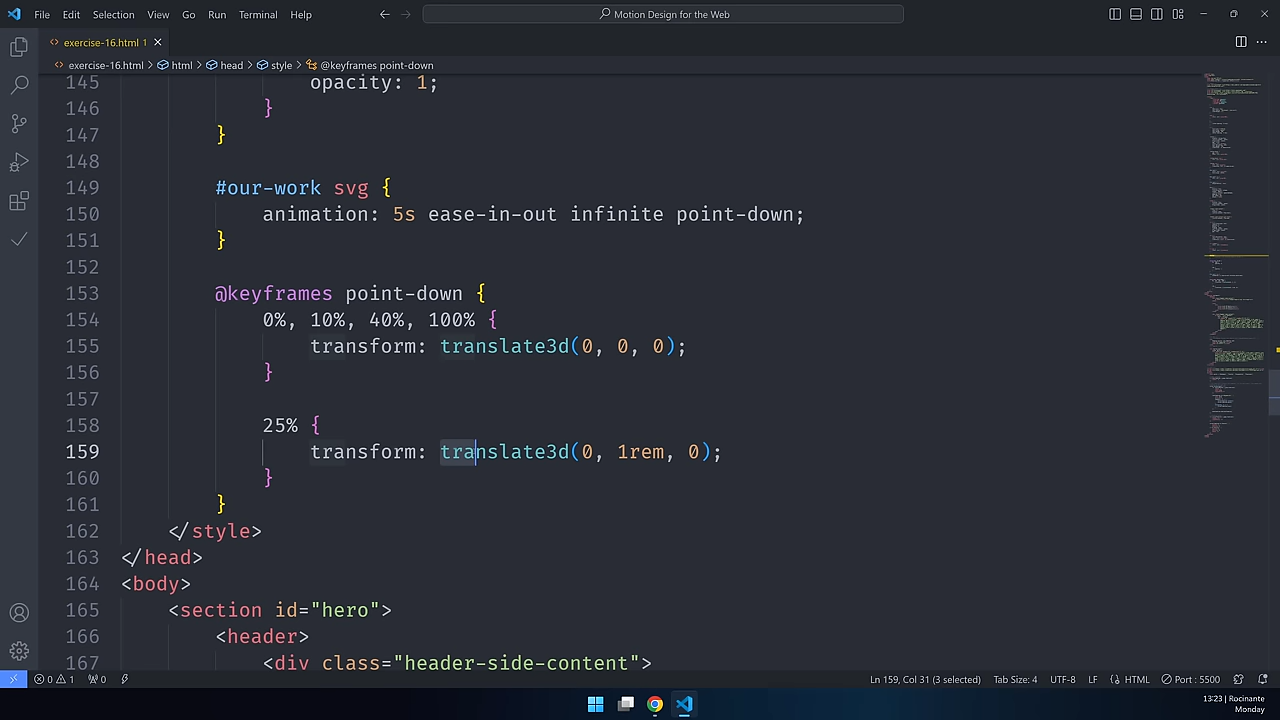 File Edit Selection View Go Run Terminal Help
Motion Design for the Web
exercise-16.html 1
exercise-16.html > html > head > style > @keyframes point-down
145 opacity: 1;
146 }
147 }
148
149 #our-work svg {
150 animation: 5s ease-in-out infinite point-down;
151 }
152
153 @keyframes point-down {
154 0%, 10%, 40%, 100% {
155 transform: translate3d(0, 0, 0);
156 }
157
158 25% {
159 transform: translate3d(0, 1rem, 0);
160 }
161 }
162 </style>
163 </head>
164 <body>
165 <section id="hero">
166 <header>
167 <div class="header-side-content">
0 1 0 Ln 159, Col 31 (3 selected) Tab Size: 4 UTF-8 LF HTML Port : 5500
13:23 | Rocinante
Monday